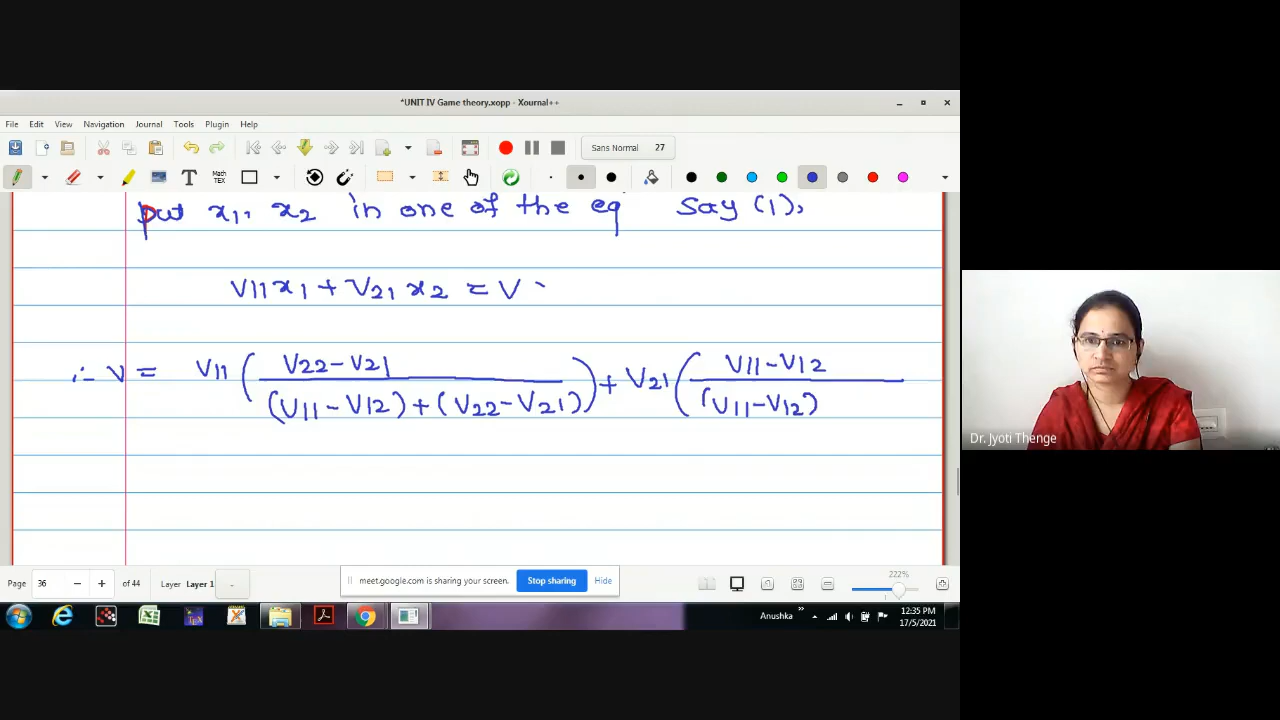 *UNIT IV Game theory.xopp - Xournal++
File Edit View Navigation Journal Tools Plugin Help
Sans Normal 27
Math TEX
put x1, x2 in one of the eq Say (1),
V11 x1 + V21 x2 = V
∴ V = V11 ( V22 - V21 / (V11 - V12) + (V22 - V21) ) + V21 ( V11 - V12 / (V11 - V12)
Dr. Jyoti Thenge
Page 36 of 44 Layer Layer 1
meet.google.com is sharing your screen. Stop sharing Hide
222%
Anushka
12:35 PM
17/5/2021